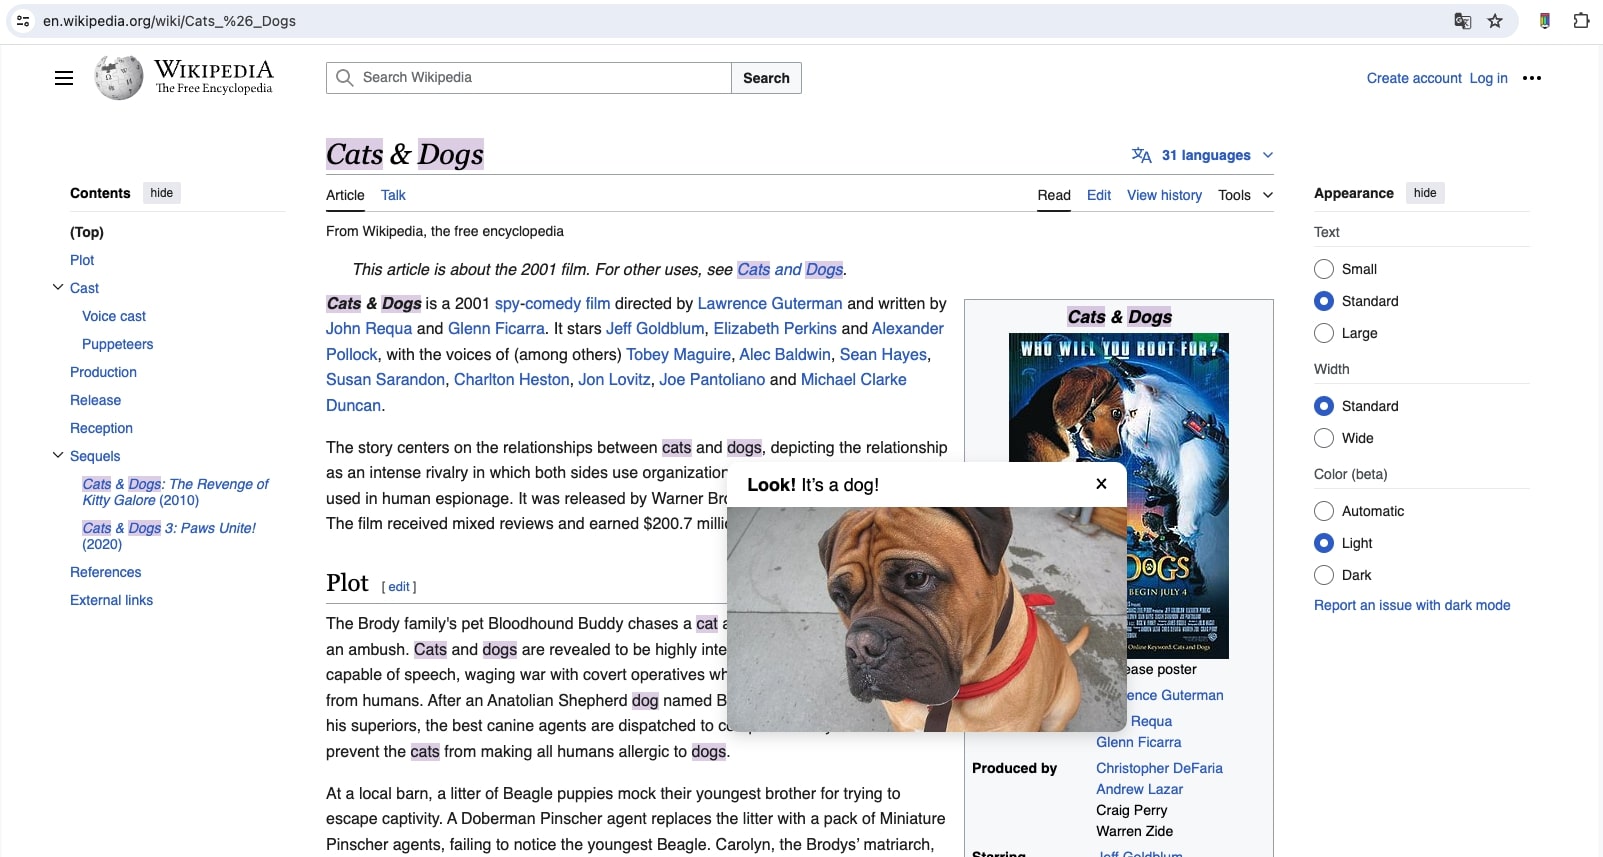 en.wikipedia.org/wiki/Cats_%26_Dogs
WIKIPEDIA
The Free Encyclopedia
Search Wikipedia
Search
Create account Log in
Cats & Dogs
31 languages
Article Talk
Read Edit View history Tools
From Wikipedia, the free encyclopedia
Contents hide
(Top)
Plot
Cast
Voice cast
Puppeteers
Production
Release
Reception
Sequels
Cats & Dogs: The Revenge of
Kitty Galore (2010)
Cats & Dogs 3: Paws Unite!
(2020)
References
External links
This article is about the 2001 film. For other uses, see Cats and Dogs.
Cats & Dogs is a 2001 spy-comedy film directed by Lawrence Guterman and written by
John Requa and Glenn Ficarra. It stars Jeff Goldblum, Elizabeth Perkins and Alexander
Pollock, with the voices of (among others) Tobey Maguire, Alec Baldwin, Sean Hayes,
Susan Sarandon, Charlton Heston, Jon Lovitz, Joe Pantoliano and Michael Clarke
Duncan.
The story centers on the relationships between cats and dogs, depicting the relationship
as an intense rivalry in which both sides use organization
used in human espionage. It was released by Warner Bro
The film received mixed reviews and earned $200.7 milli
Plot [ edit ]
The Brody family's pet Bloodhound Buddy chases a cat a
an ambush. Cats and dogs are revealed to be highly inte
capable of speech, waging war with covert operatives wh
from humans. After an Anatolian Shepherd dog named B
his superiors, the best canine agents are dispatched to
prevent the cats from making all humans allergic to dogs.
At a local barn, a litter of Beagle puppies mock their youngest brother for trying to
escape captivity. A Doberman Pinscher agent replaces the litter with a pack of Miniature
Pinscher agents, failing to notice the youngest Beagle. Carolyn, the Brodys' matriarch,
Look! It's a dog!
Cats & Dogs
WHO WILL YOU ROOT FOR?
DOGS
BEGIN JULY 4
Online Keyword: Cats and Dogs
ease poster
ence Guterman
Requa
Glenn Ficarra
Produced by Christopher DeFaria
Andrew Lazar
Craig Perry
Warren Zide
Starring Jeff Goldblum
Appearance hide
Text
Small
Standard
Large
Width
Standard
Wide
Color (beta)
Automatic
Light
Dark
Report an issue with dark mode